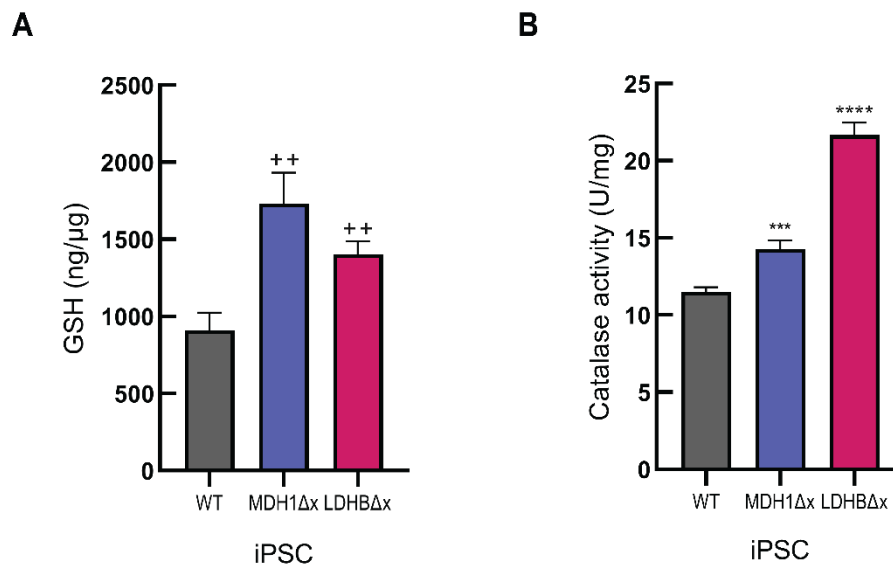 A
GSH (ng/µg)
2500
2000
1500
1000
500
0
++
++
WT
MDH1Δx
LDHBΔx
iPSC
B
Catalase activity (U/mg)
25
20
15
10
5
0
***
****
WT
MDH1Δx
LDHBΔx
iPSC